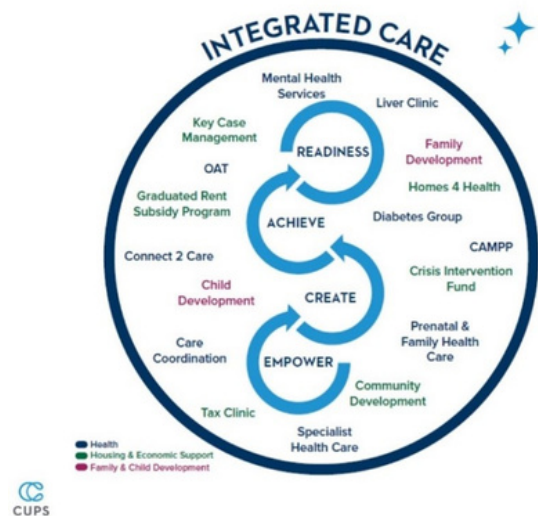 INTEGRATED CARE
Mental Health
Services
Liver Clinic
Key Case
Management
READINESS
Family
Development
OAT
Homes 4 Health
Graduated Rent
Subsidy Program
ACHIEVE
Diabetes Group
CAMPP
Connect 2 Care
Crisis Intervention
Fund
Child
Development
CREATE
Prenatal &
Family Health
Care
Care
Coordination
EMPOWER
Community
Development
Tax Clinic
Specialist
Health Care
Health
Housing & Economic Support
Family & Child Development
CUPS